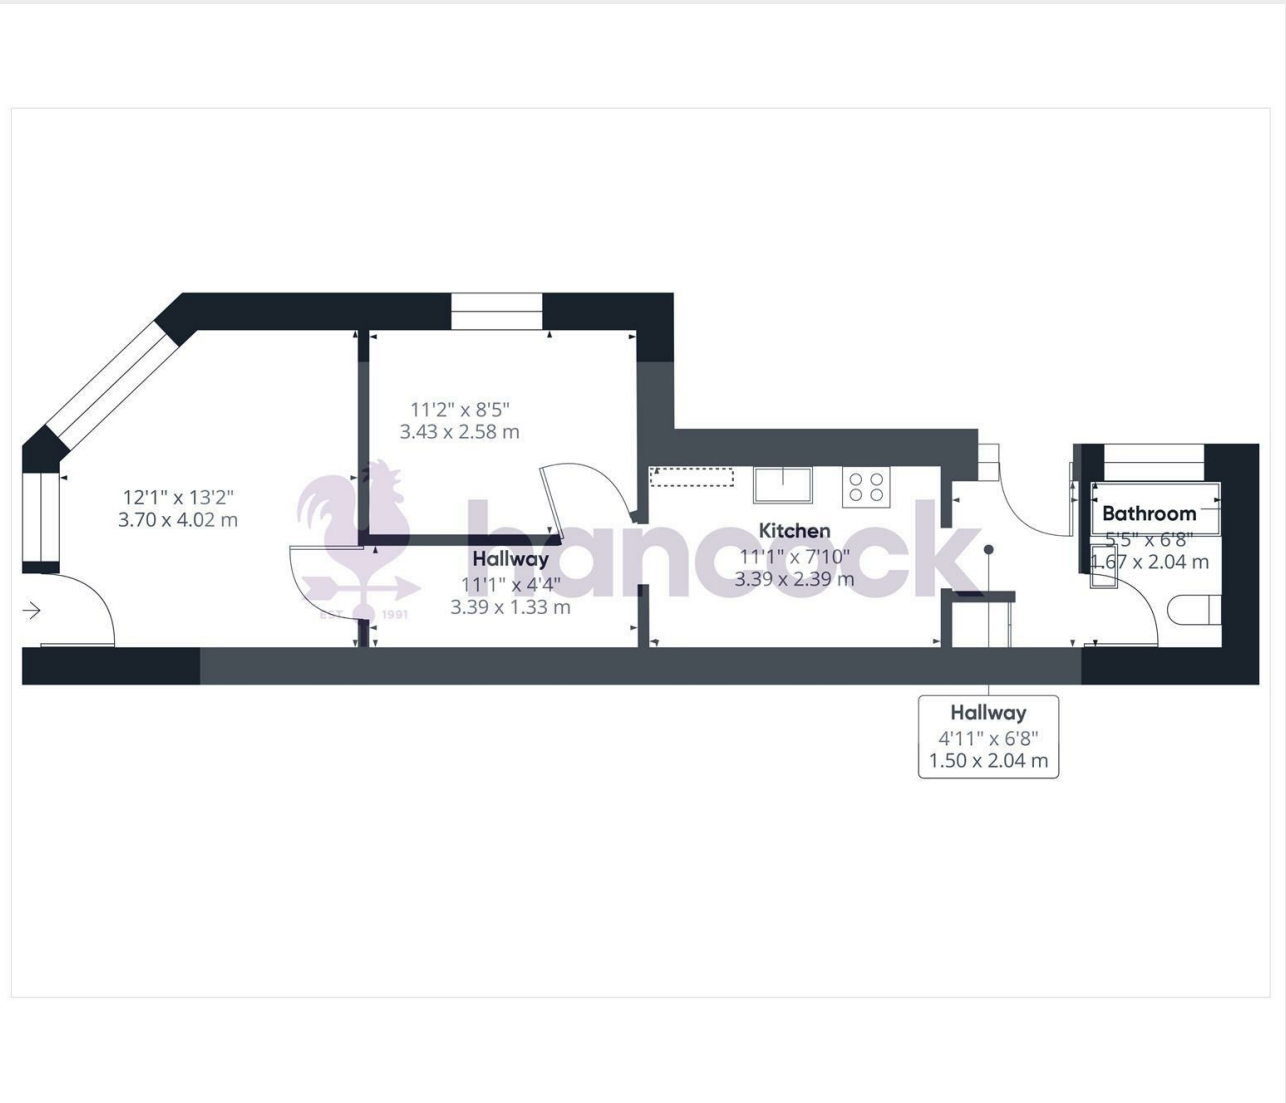 11'2" x 8'5"
3.43 x 2.58 m
12'1" x 13'2"
3.70 x 4.02 m
hancock
EST. 1991
Hallway
11'1" x 4'4"
3.39 x 1.33 m
Kitchen
11'1" x 7'10"
3.39 x 2.39 m
Bathroom
5'5" x 6'8"
1.67 x 2.04 m
Hallway
4'11" x 6'8"
1.50 x 2.04 m